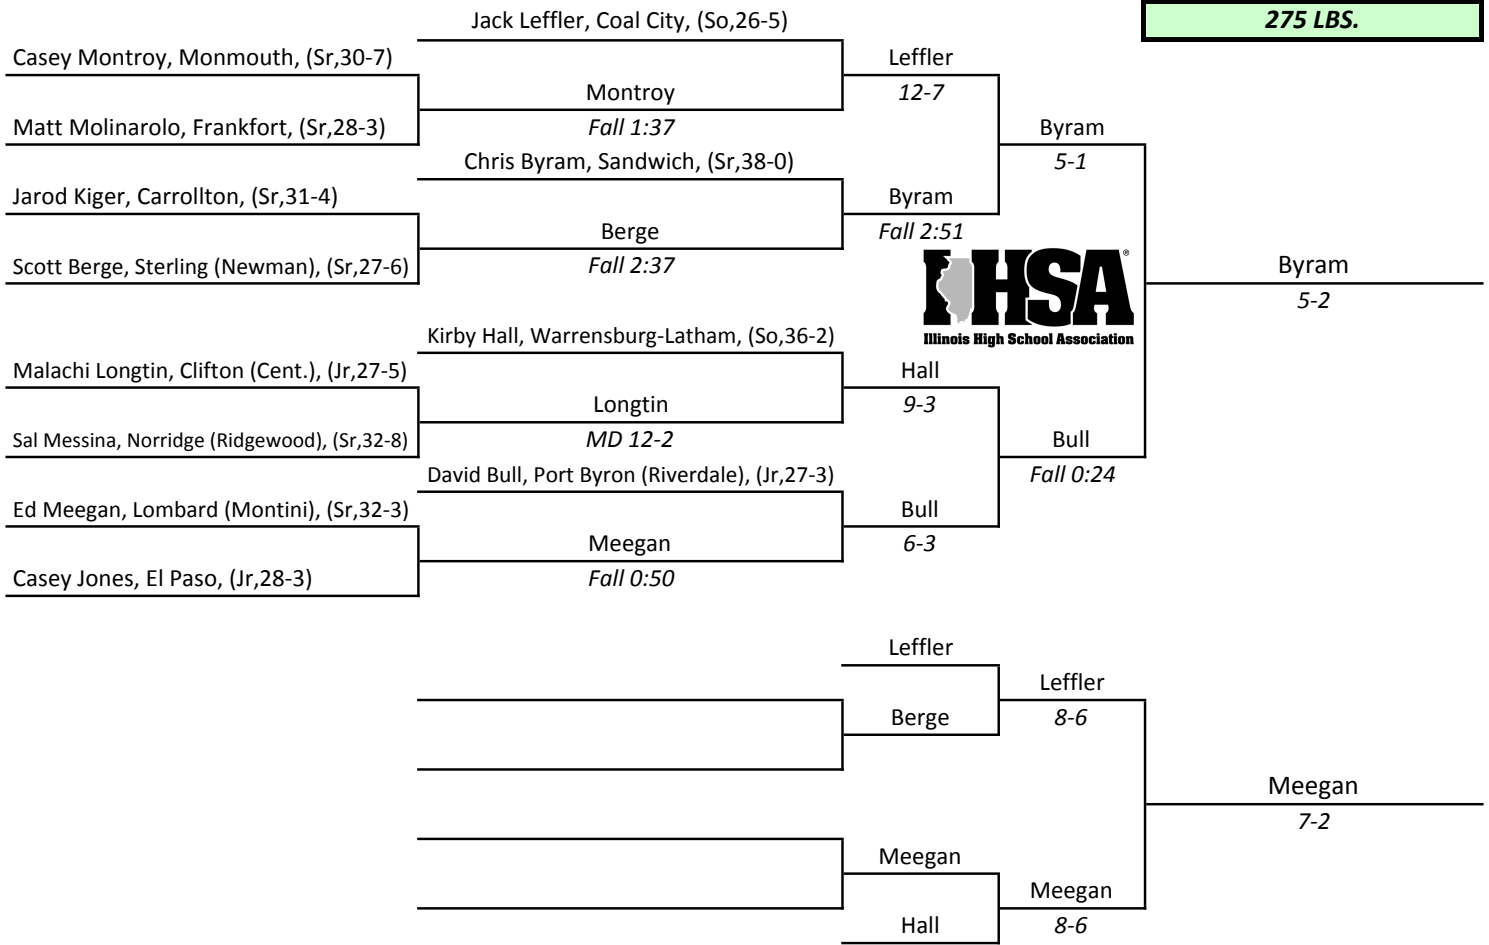 Jack Leffler, Coal City, (So,26-5)
275 LBS.
Casey Montroy, Monmouth, (Sr,30-7)
Leffler
Montroy
12-7
Matt Molinarolo, Frankfort, (Sr,28-3)
Fall 1:37
Byram
Chris Byram, Sandwich, (Sr,38-0)
5-1
Jarod Kiger, Carrollton, (Sr,31-4)
Byram
Berge
Fall 2:51
Scott Berge, Sterling (Newman), (Sr,27-6)
Fall 2:37
IHSA®
Illinois High School Association
Byram
5-2
Kirby Hall, Warrensburg-Latham, (So,36-2)
Malachi Longtin, Clifton (Cent.), (Jr,27-5)
Hall
Longtin
9-3
Sal Messina, Norridge (Ridgewood), (Sr,32-8)
MD 12-2
Bull
David Bull, Port Byron (Riverdale), (Jr,27-3)
Fall 0:24
Ed Meegan, Lombard (Montini), (Sr,32-3)
Bull
Meegan
6-3
Casey Jones, El Paso, (Jr,28-3)
Fall 0:50
Leffler
Leffler
Berge
8-6
Meegan
7-2
Meegan
Meegan
Hall
8-6